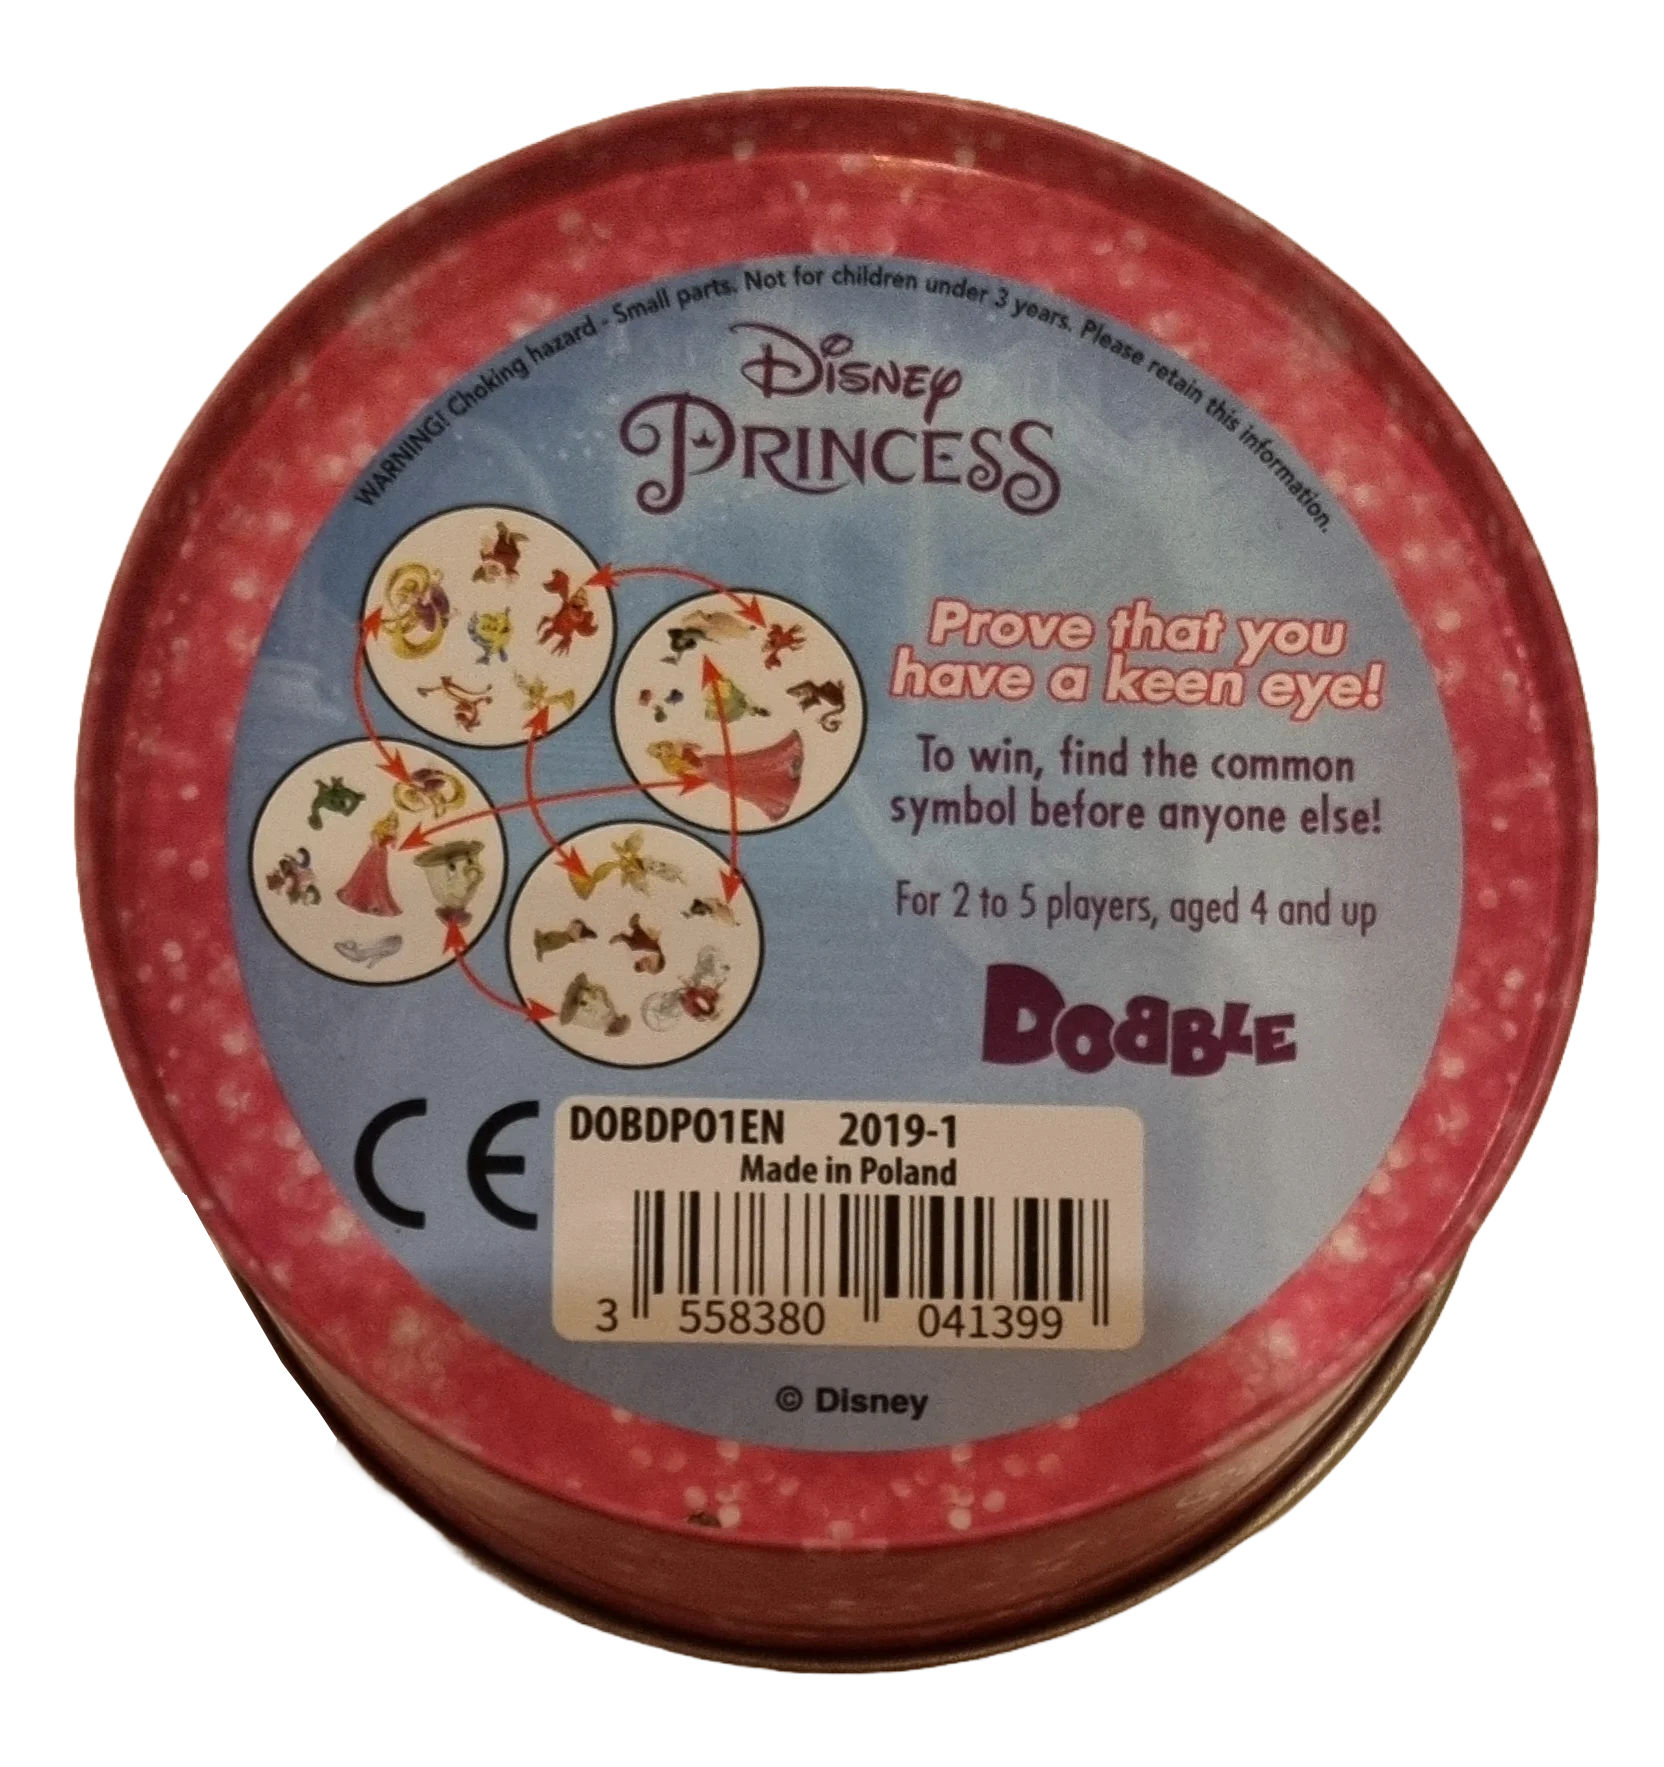 WARNING! Choking hazard - Small parts. Not for children under 3 years. Please retain this information.
Disney
PRINCESS
Prove that you
have a keen eye!
To win, find the common
symbol before anyone else!
For 2 to 5 players, aged 4 and up
DOBBLE
CE
DOBDP01EN 2019-1
Made in Poland
3 558380 041399
© Disney